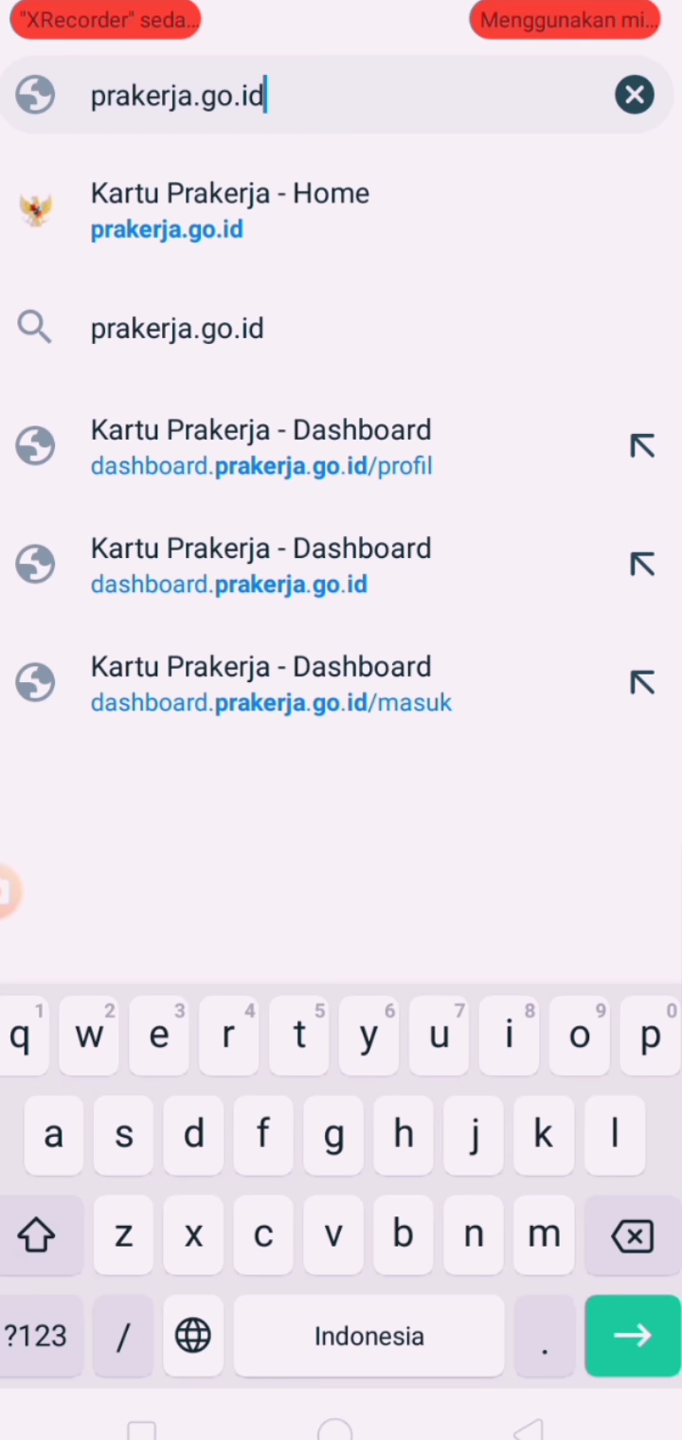 "XRecorder" seda...
Menggunakan mi...
prakerja.go.id
Kartu Prakerja - Home
prakerja.go.id
prakerja.go.id
Kartu Prakerja - Dashboard
dashboard.prakerja.go.id/profil
Kartu Prakerja - Dashboard
dashboard.prakerja.go.id
Kartu Prakerja - Dashboard
dashboard.prakerja.go.id/masuk
1 2 3 4 5 6 7 8 9 0
q w e r t y u i o p
a s d f g h j k l
z x c v b n m
?123 / Indonesia .